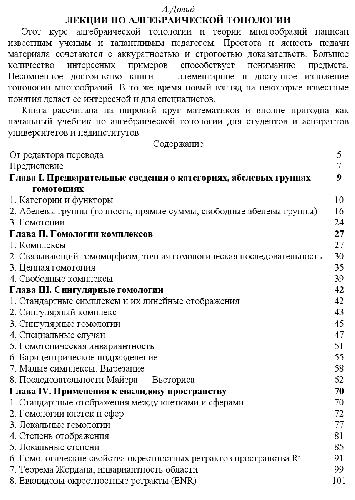 А.Дольд
ЛЕКЦИИ ПО АЛГЕБРАИЧЕСКОЙ ТОПОЛОГИИ
Этот курс алгебраической топологии и теории многообразий написан
известным ученым и талантливым педагогом. Простота и ясность подачи
материала сочетаются с аккуратностью и строгостью доказательств. Большое
количество интересных примеров способствует пониманию предмета.
Несомненное достоинство книги — элементарное и доступное изложение
топологии многообразий. В то же время новый взгляд на некоторые известные
понятия делает ее интересной и для специалистов.
Книга рассчитана на широкий круг математиков и вполне пригодна как
начальный учебник по алгебраической топологии для студентов и аспирантов
университетов и пединститутов.
Содержание
От редактора перевода 5
Предисловие 7
Глава I. Предварительные сведения о категориях, абелевых группах 9
гомотопиях
1. Категории и функторы 10
2. Абелевы группы (точность, прямые суммы, свободные абелевы группы) 16
3. Гомотопии 24
Глава II. Гомологии комплексов 27
1. Комплексы 27
2. Связывающий гомоморфизм, точная гомологическая последовательность 30
3. Цепная гомотопия 35
4. Свободные комплексы 39
Глава III. Сингулярные гомологии 42
1. Стандартные симплексы и их линейные отображения 42
2. Сингулярный комплекс 43
3. Сингулярные гомологии 45
4. Специальные случаи 47
5. Гомотопическая инвариантность 51
6. Барицентрическое подразделение 55
7. Малые симплексы. Вырезание 58
8. Последовательности Майера — Вьеториса 62
Глава IV. Применения к евклидову пространству 70
1. Стандартные отображения между клетками и сферами 70
2. Гомологии клеток и сфер 72
3. Локальные гомологии 77
4. Степень отображения 81
5. Локальные степени 85
6. Гомологические свойства окрестностных ретрактов пространства Rⁿ 91
7. Теорема Жордана, инвариантность области 99
8. Евклидовы окрестностные ретракты (ENR) 101